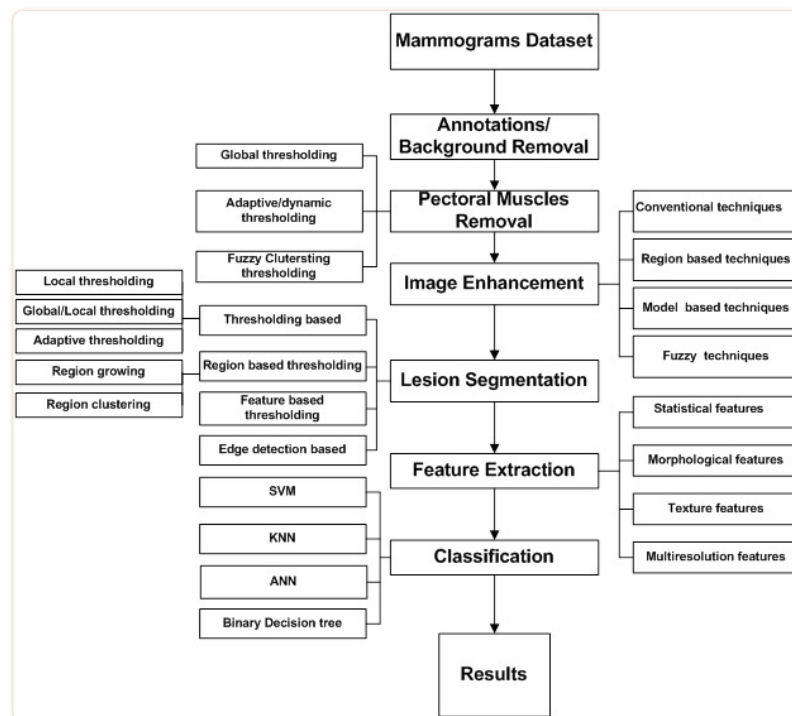 Mammograms Dataset
Annotations/
Background Removal
Global thresholding
Adaptive/dynamic
thresholding
Fuzzy Clutersting
thresholding
Pectoral Muscles
Removal
Conventional techniques
Region based techniques
Model based techniques
Fuzzy techniques
Image Enhancement
Local thresholding
Global/Local thresholding
Adaptive thresholding
Region growing
Region clustering
Thresholding based
Region based thresholding
Feature based
thresholding
Edge detection based
Lesion Segmentation
Statistical features
Morphological features
Texture features
Multiresolution features
Feature Extraction
SVM
KNN
ANN
Binary Decision tree
Classification
Results